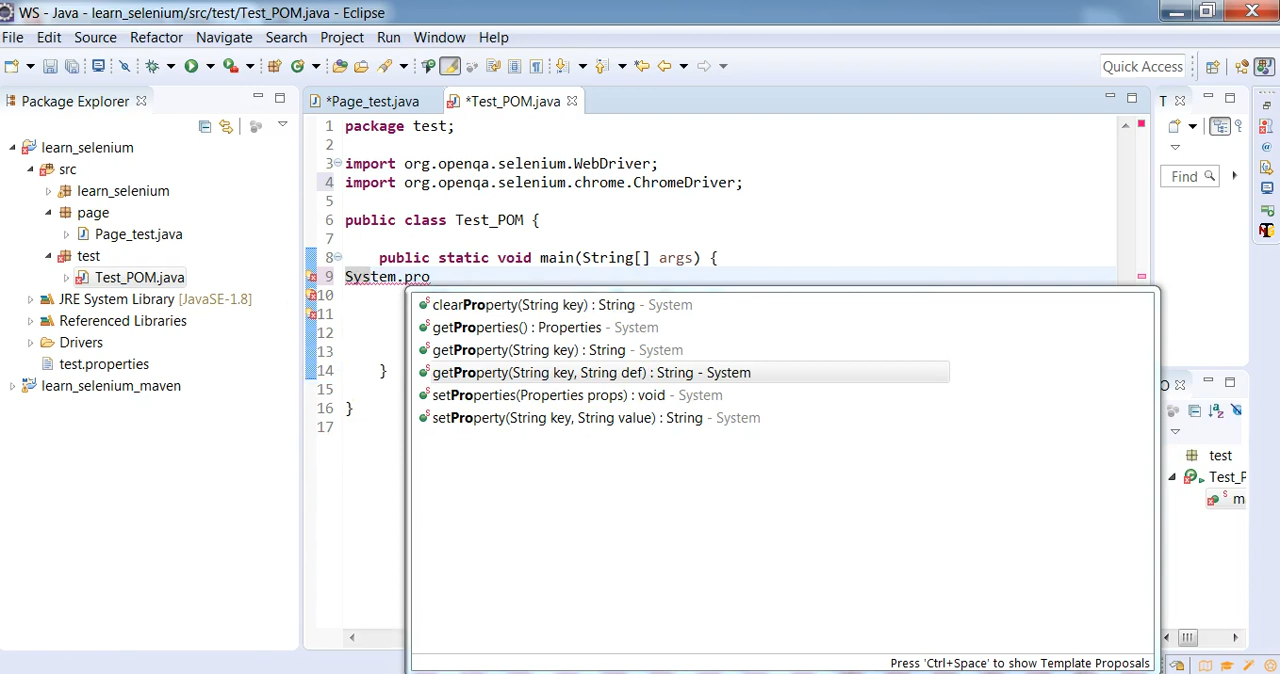 WS - Java - learn_selenium/src/test/Test_POM.java - Eclipse
File Edit Source Refactor Navigate Search Project Run Window Help
Quick Access
Package Explorer
*Page_test.java
*Test_POM.java
T
learn_selenium
src
learn_selenium
page
Page_test.java
test
Test_POM.java
JRE System Library [JavaSE-1.8]
Referenced Libraries
Drivers
test.properties
learn_selenium_maven
1 package test;
2
3 import org.openqa.selenium.WebDriver;
4 import org.openqa.selenium.chrome.ChromeDriver;
5
6 public class Test_POM {
7
8 public static void main(String[] args) {
9 System.pro
10
11
12
13
14 }
15
16 }
17
clearProperty(String key) : String - System
getProperties() : Properties - System
getProperty(String key) : String - System
getProperty(String key, String def) : String - System
setProperties(Properties props) : void - System
setProperty(String key, String value) : String - System
Press 'Ctrl+Space' to show Template Proposals
Find
O
test
Test_P
m